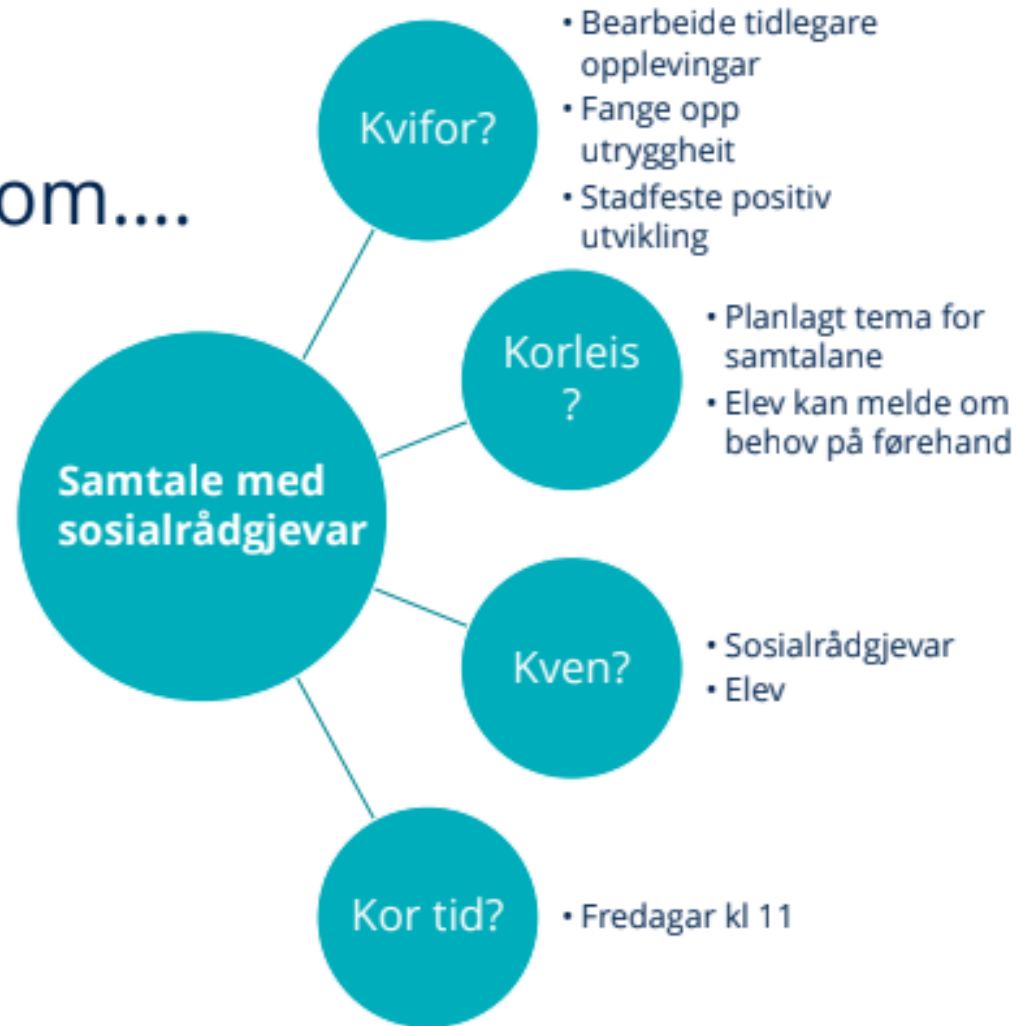 om....
Samtale med
sosialrådgjevar
Kvifor?
• Bearbeide tidlegare
opplevingar
• Fange opp
utryggheit
• Stadfeste positiv
utvikling
Korleis
?
• Planlagt tema for
samtalane
• Elev kan melde om
behov på førehand
Kven?
• Sosialrådgjevar
• Elev
Kor tid?
• Fredagar kl 11